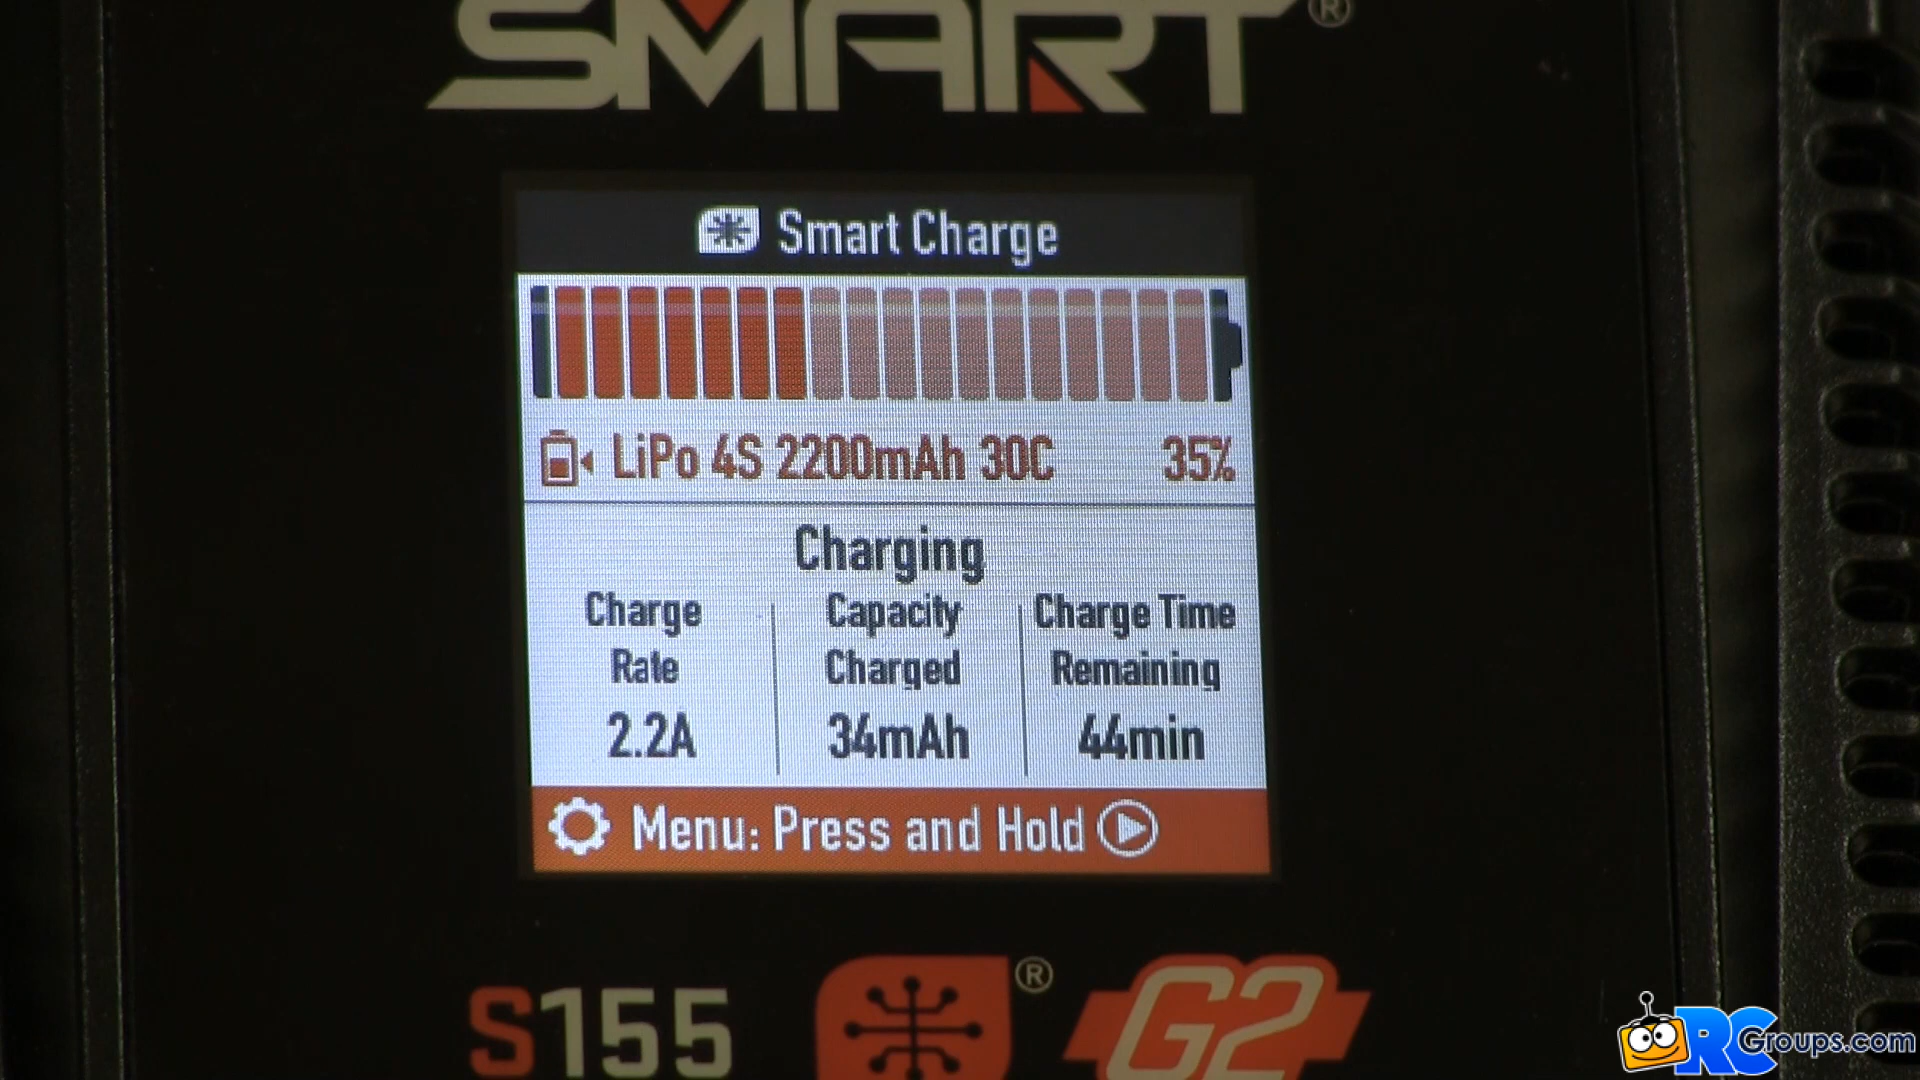 SMART®
Smart Charge
LiPo 4S 2200mAh 30C 35%
Charging
Charge Rate
2.2A
Capacity Charged
34mAh
Charge Time Remaining
44min
Menu: Press and Hold
S155 ® G2
RCGroups.com